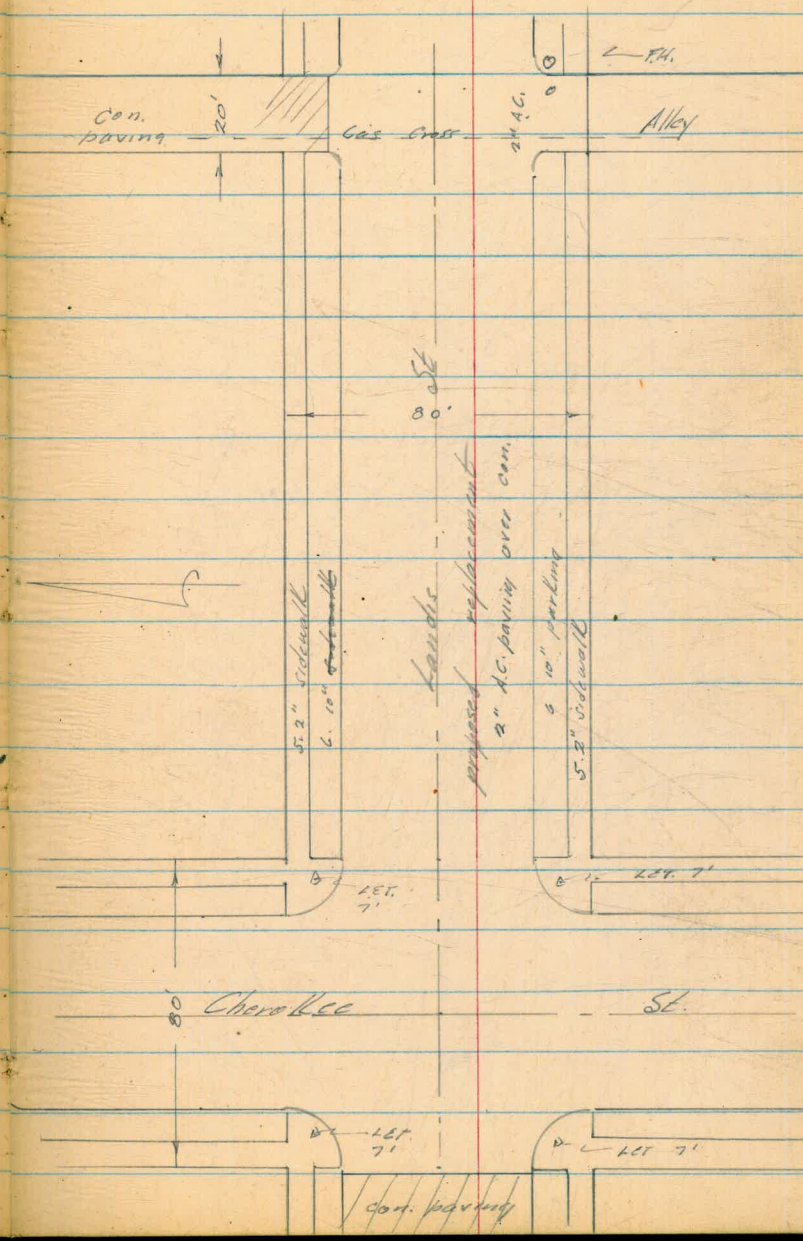 F.H.
con.
paving
20'
Gas Cross
2" A.C.
Alley
St
80'
Landis
proposed replacement
2" A.C. paving over con.
5.2" sidewalk
6.10" sidewalk
6 10" parking
5.2" sidewalk
LET.
7'
LET. 7'
80'
Cherokee
St.
LET.
7'
LET 7'
con. paving